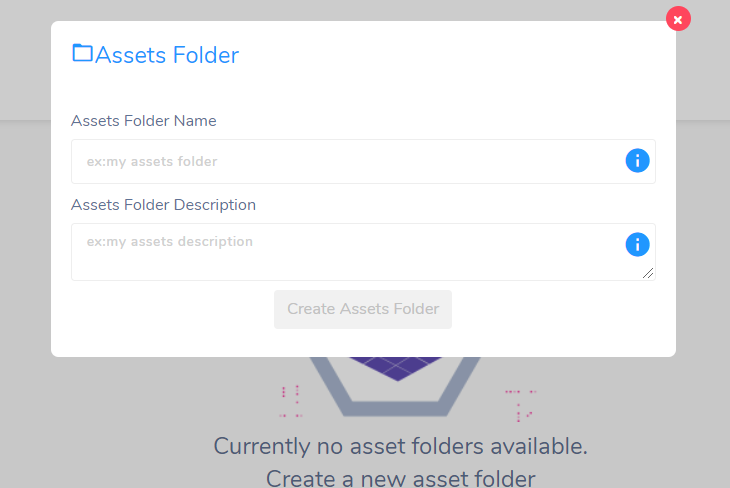 Assets Folder
Assets Folder Name
ex:my assets folder
Assets Folder Description
ex:my assets description
Create Assets Folder
Currently no asset folders available.
Create a new asset folder